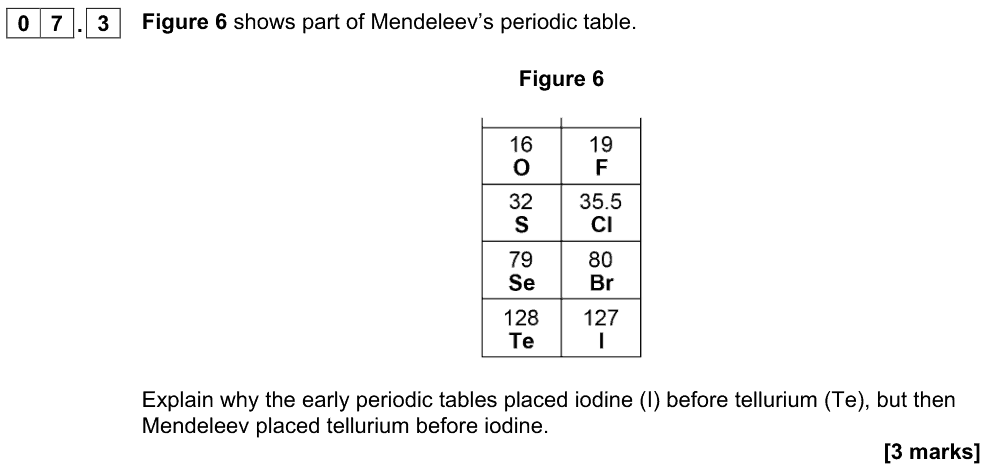 0 7 . 3 Figure 6 shows part of Mendeleev's periodic table.
Figure 6
16 19
O F
32 35.5
S Cl
79 80
Se Br
128 127
Te I
Explain why the early periodic tables placed iodine (I) before tellurium (Te), but then
Mendeleev placed tellurium before iodine.
[3 marks]